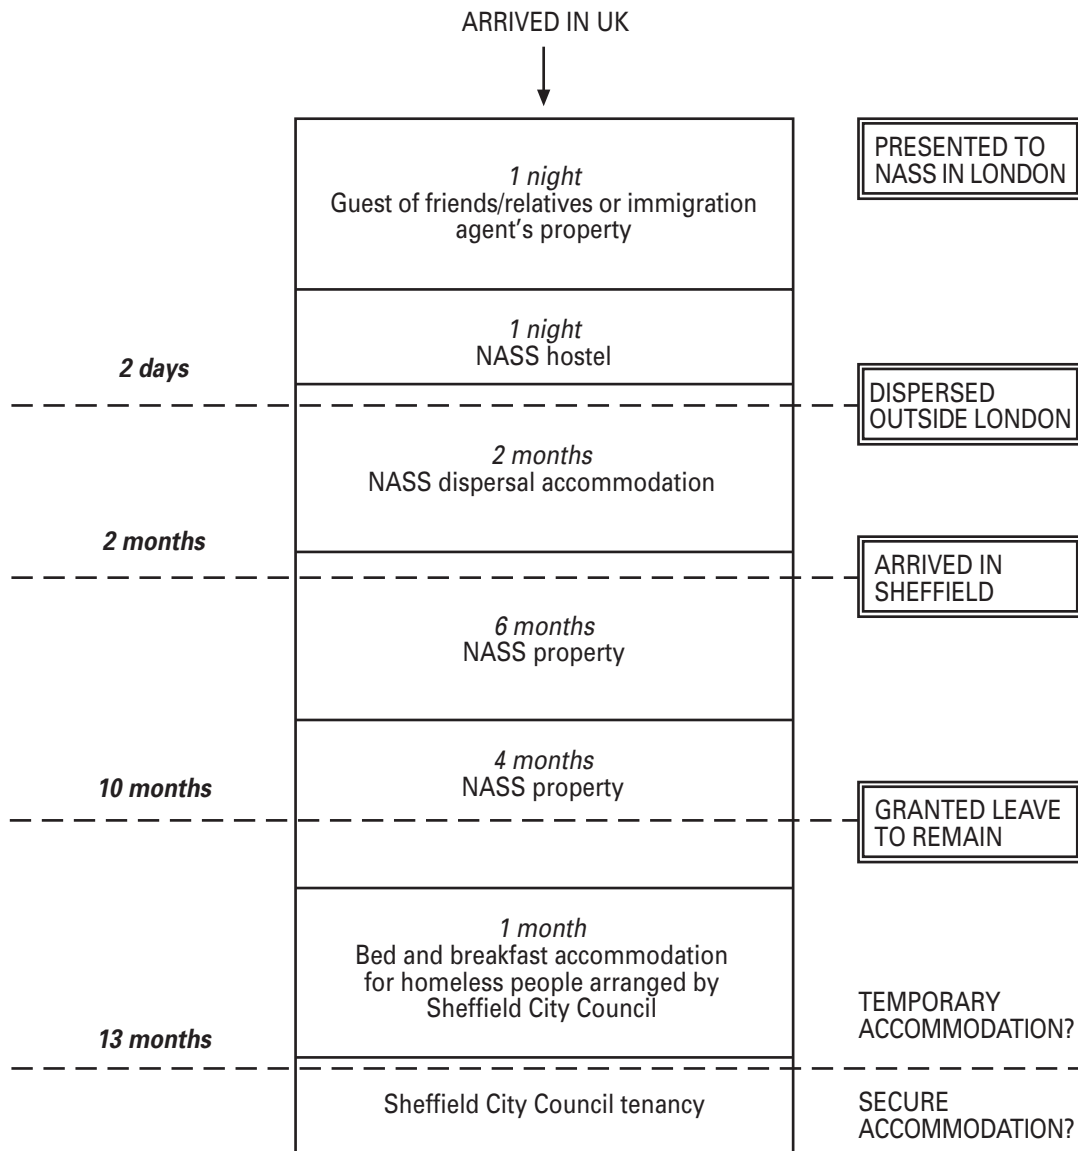 ARRIVED IN UK
1 night
Guest of friends/relatives or immigration
agent's property
PRESENTED TO
NASS IN LONDON
1 night
NASS hostel
2 days
DISPERSED
OUTSIDE LONDON
2 months
NASS dispersal accommodation
2 months
ARRIVED IN
SHEFFIELD
6 months
NASS property
4 months
NASS property
10 months
GRANTED LEAVE
TO REMAIN
1 month
Bed and breakfast accommodation
for homeless people arranged by
Sheffield City Council
TEMPORARY
ACCOMMODATION?
13 months
Sheffield City Council tenancy
SECURE
ACCOMMODATION?